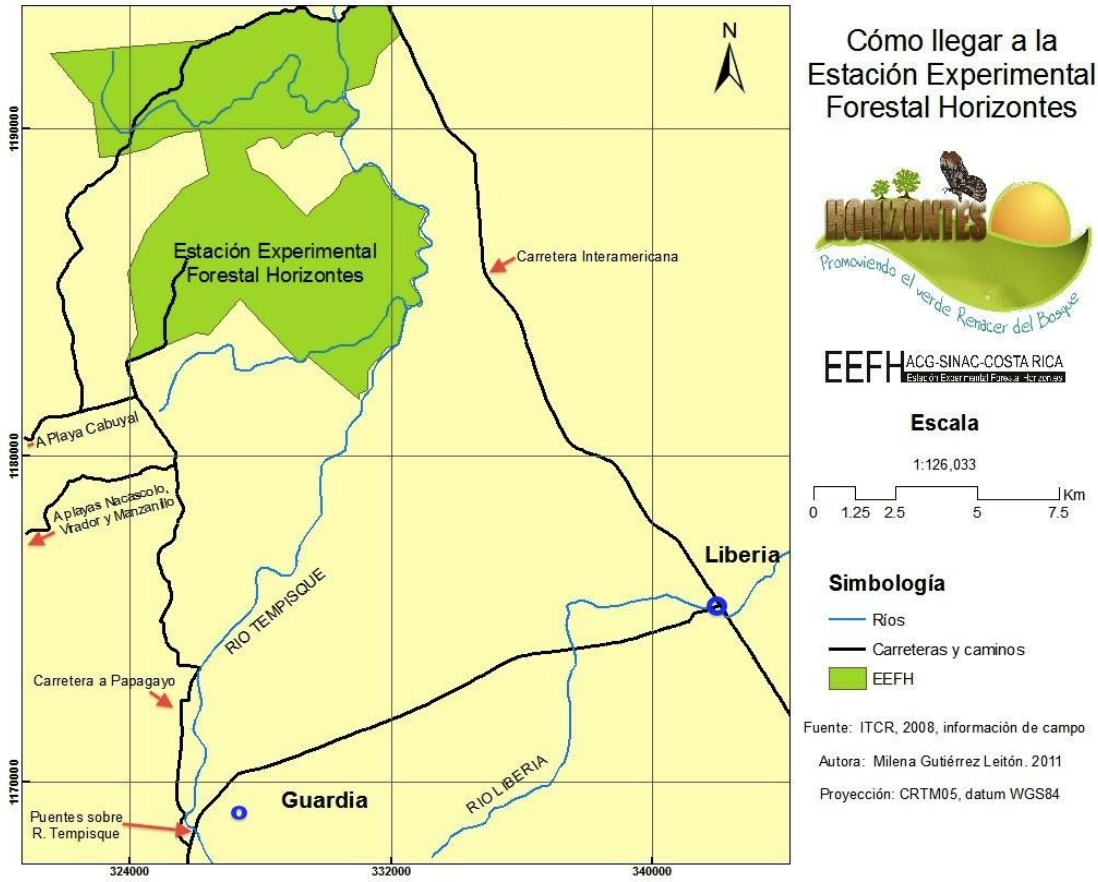 Cómo llegar a la
Estación Experimental
Forestal Horizontes
HORIZONTES
Promoviendo el verde Renacer del Bosque
EEFH
ACG-SINAC-COSTA RICA
Estación Experimental Forestal Horizontes
Escala
1:126,033
0 1.25 2.5 5 7.5 Km
Simbología
Ríos
Carreteras y caminos
EEFH
Fuente: ITCR, 2008, información de campo
Autora: Milena Gutiérrez Leitón. 2011
Proyección: CRTM05, datum WGS84
N
1190000
1180000
1170000
324000
332000
340000
Estación Experimental
Forestal Horizontes
Carretera Interamericana
A Playa Cabuyal
A playas Nacascolo,
Virador y Manzanillo
Liberia
RIO TEMPISQUE
Carretera a Papagayo
RIO LIBERIA
Guardia
Puentes sobre
R. Tempisque